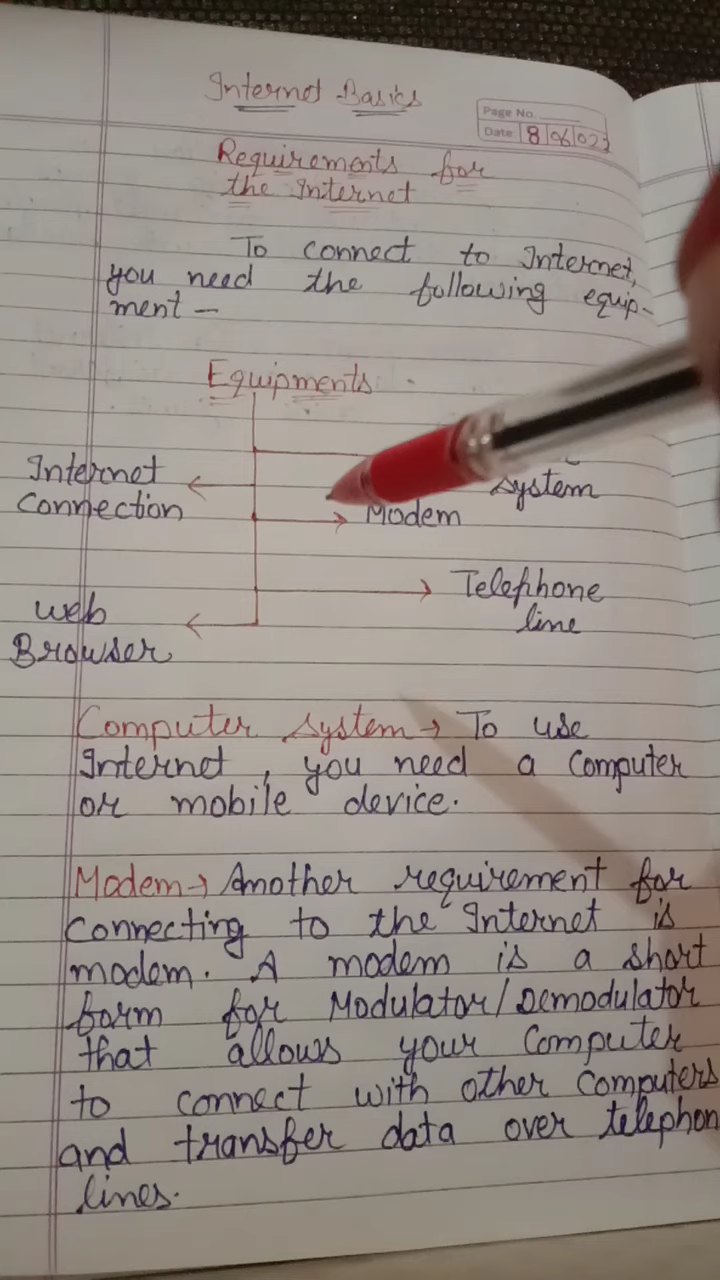 Internet Basics
Page No.
Date: 8/06/023
Requirements for
the Internet
To connect to Internet,
you need the following equip-
ment –
Equipments
Internet
Connection
System
Modem
Telephone
line
Web
Browser
Computer System → To use
Internet, you need a Computer
or mobile device.
Modem → Another requirement for
Connecting to the Internet is
modem. A modem is a short
form for Modulator/Demodulator
that allows your Computer
to connect with other Computers
and transfer data over telephon
lines.